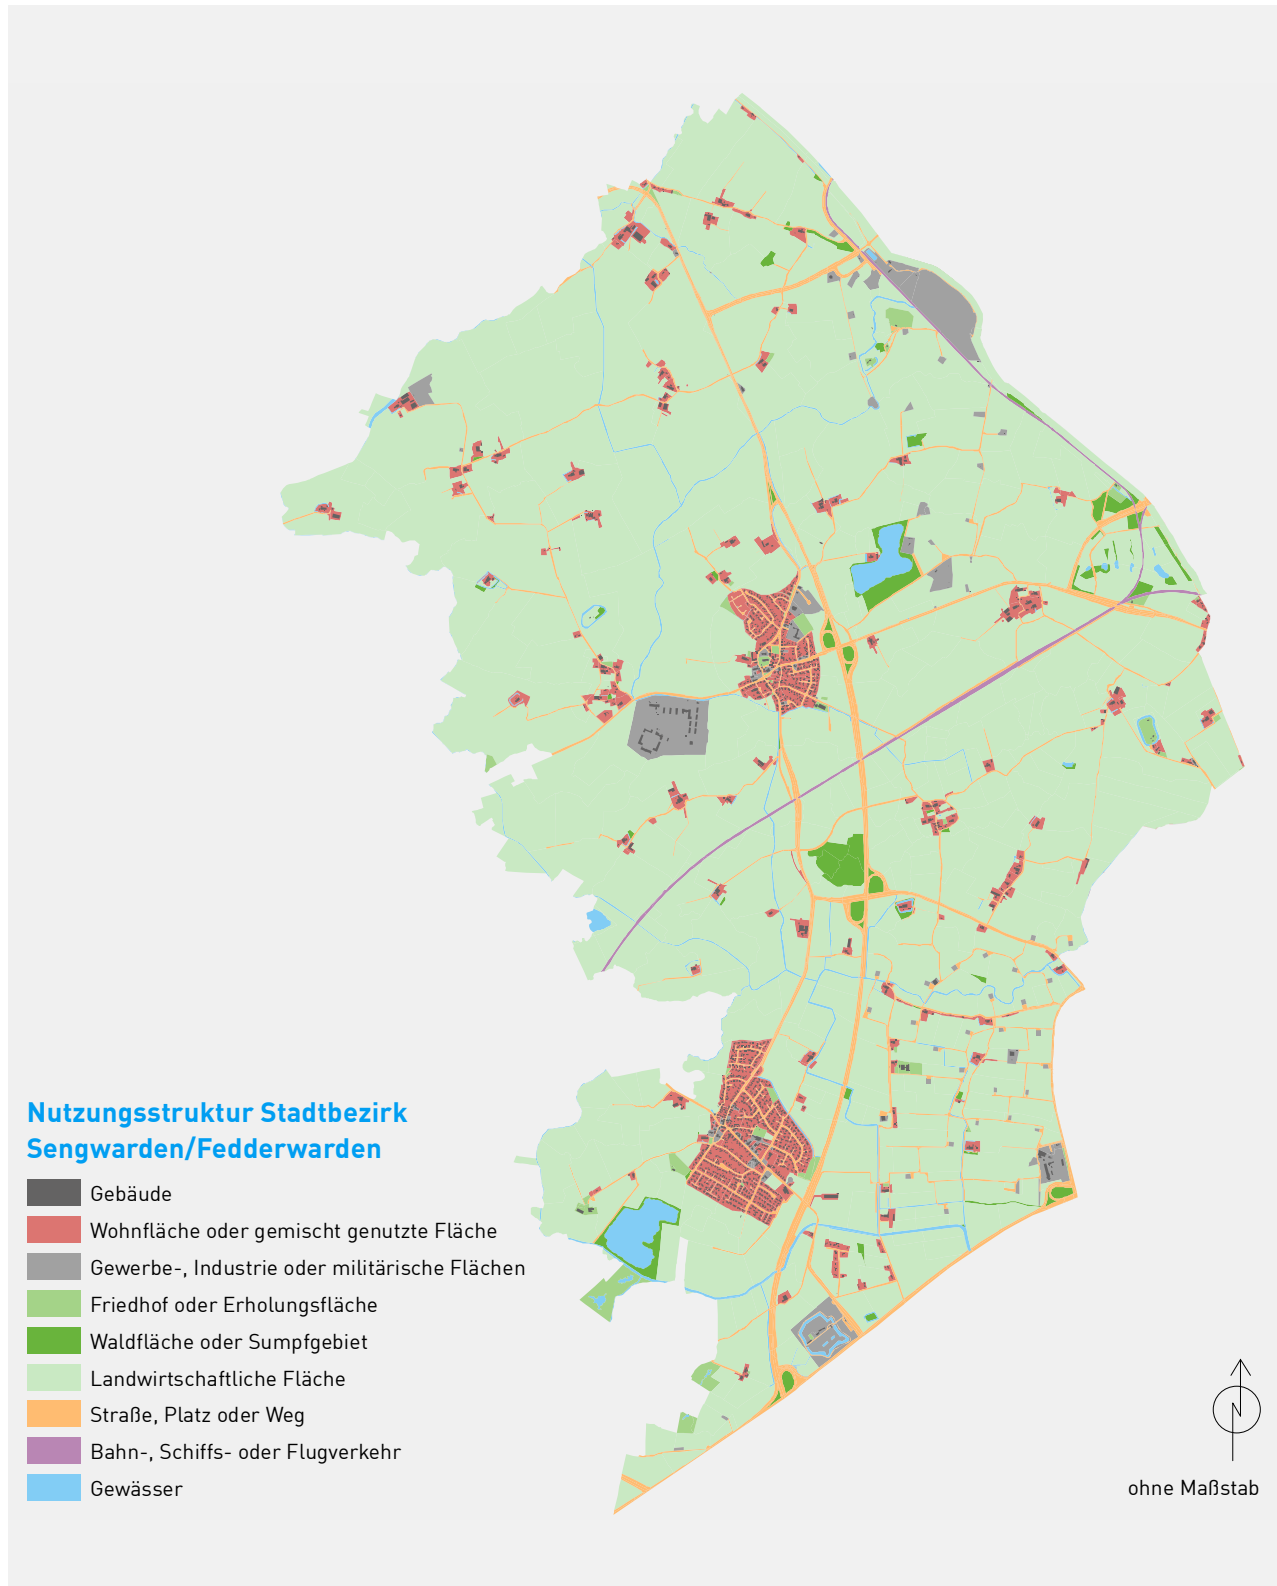 Nutzungsstruktur Stadtbezirk
Sengwarden/Fedderwarden
Gebäude
Wohnfläche oder gemischt genutzte Fläche
Gewerbe-, Industrie oder militärische Flächen
Friedhof oder Erholungsfläche
Waldfläche oder Sumpfgebiet
Landwirtschaftliche Fläche
Straße, Platz oder Weg
Bahn-, Schiffs- oder Flugverkehr
Gewässer
N
ohne Maßstab